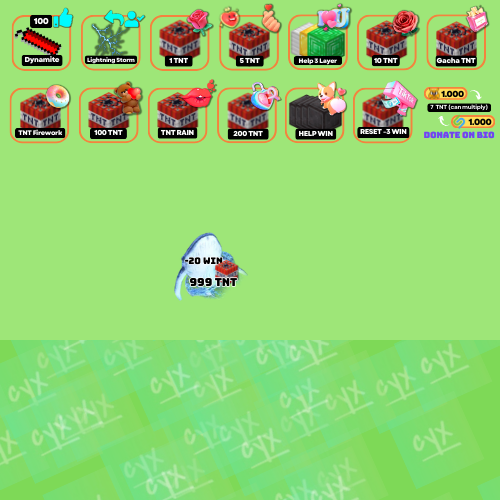 100
Dynamite
Lightning Storm
1 TNT
5 TNT
Help 3 Layer
10 TNT
Gacha TNT
TNT Firework
100 TNT
TNT RAIN
200 TNT
HELP WIN
RESET -3 WIN
1.000
7 TNT (can multiply)
1.000
DONATE ON BIO
-20 WIN
999 TNT